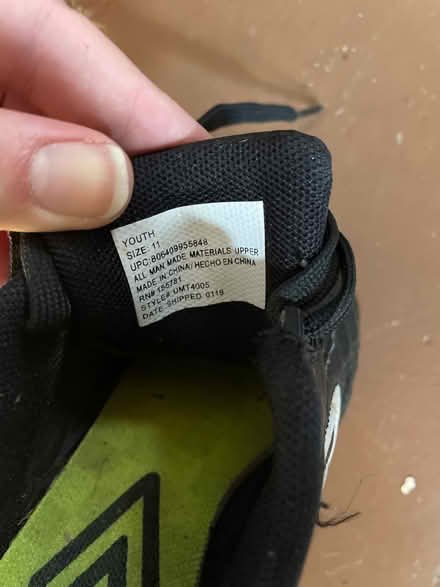 YOUTH
SIZE: 11
UPC:806409955848
ALL MAN MADE MATERIALS UPPER
MADE IN CHINA/ HECHO EN CHINA
RN# 155781
STYLE# UMT4005
DATE SHIPPED 0118